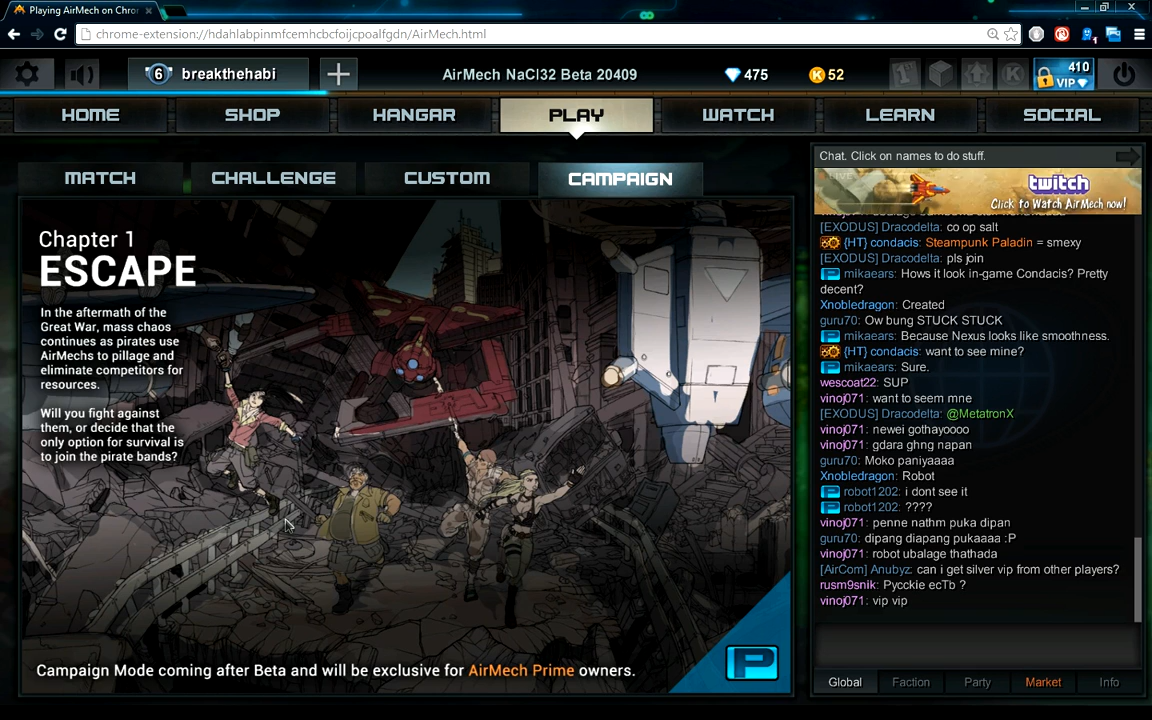 Playing AirMech on Chron
chrome-extension://hdahlabpinmfcemhcbcfoijcpoalfgdn/AirMech.html
6 breakthehabi
AirMech NaCl32 Beta 20409
475
K 52
T
K
410
VIP
HOME SHOP HANGAR PLAY WATCH LEARN SOCIAL
MATCH CHALLENGE CUSTOM CAMPAIGN
Chapter 1
ESCAPE
In the aftermath of the
Great War, mass chaos
continues as pirates use
AirMechs to pillage and
eliminate competitors for
resources.
Will you fight against
them, or decide that the
only option for survival is
to join the pirate bands?
Campaign Mode coming after Beta and will be exclusive for AirMech Prime owners.
P
Chat. Click on names to do stuff.
LIVE
twitch
Click to Watch AirMech now!
[EXODUS] Dracodelta: co op salt
{HT} condacis: Steampunk Paladin = smexy
[EXODUS] Dracodelta: pls join
mikaears: Hows it look in-game Condacis? Pretty
decent?
Xnobledragon: Created
guru70: Ow bung STUCK STUCK
mikaears: Because Nexus looks like smoothness.
{HT} condacis: want to see mine?
mikaears: Sure.
wescoat22: SUP
vinoj071: want to seem mne
[EXODUS] Dracodelta: @MetatronX
vinoj071: newei gothayoooo
vinoj071: gdara ghng napan
guru70: Moko paniyaaaa
Xnobledragon: Robot
robot1202: i dont see it
robot1202: ????
vinoj071: penne nathm puka dipan
guru70: dipang diapang pukaaaa :P
vinoj071: robot ubalage thathada
[AirCom] Anubyz: can i get silver vip from other players?
rusm9snik: Pycckie ecTb ?
vinoj071: vip vip
Global Faction Party Market Info